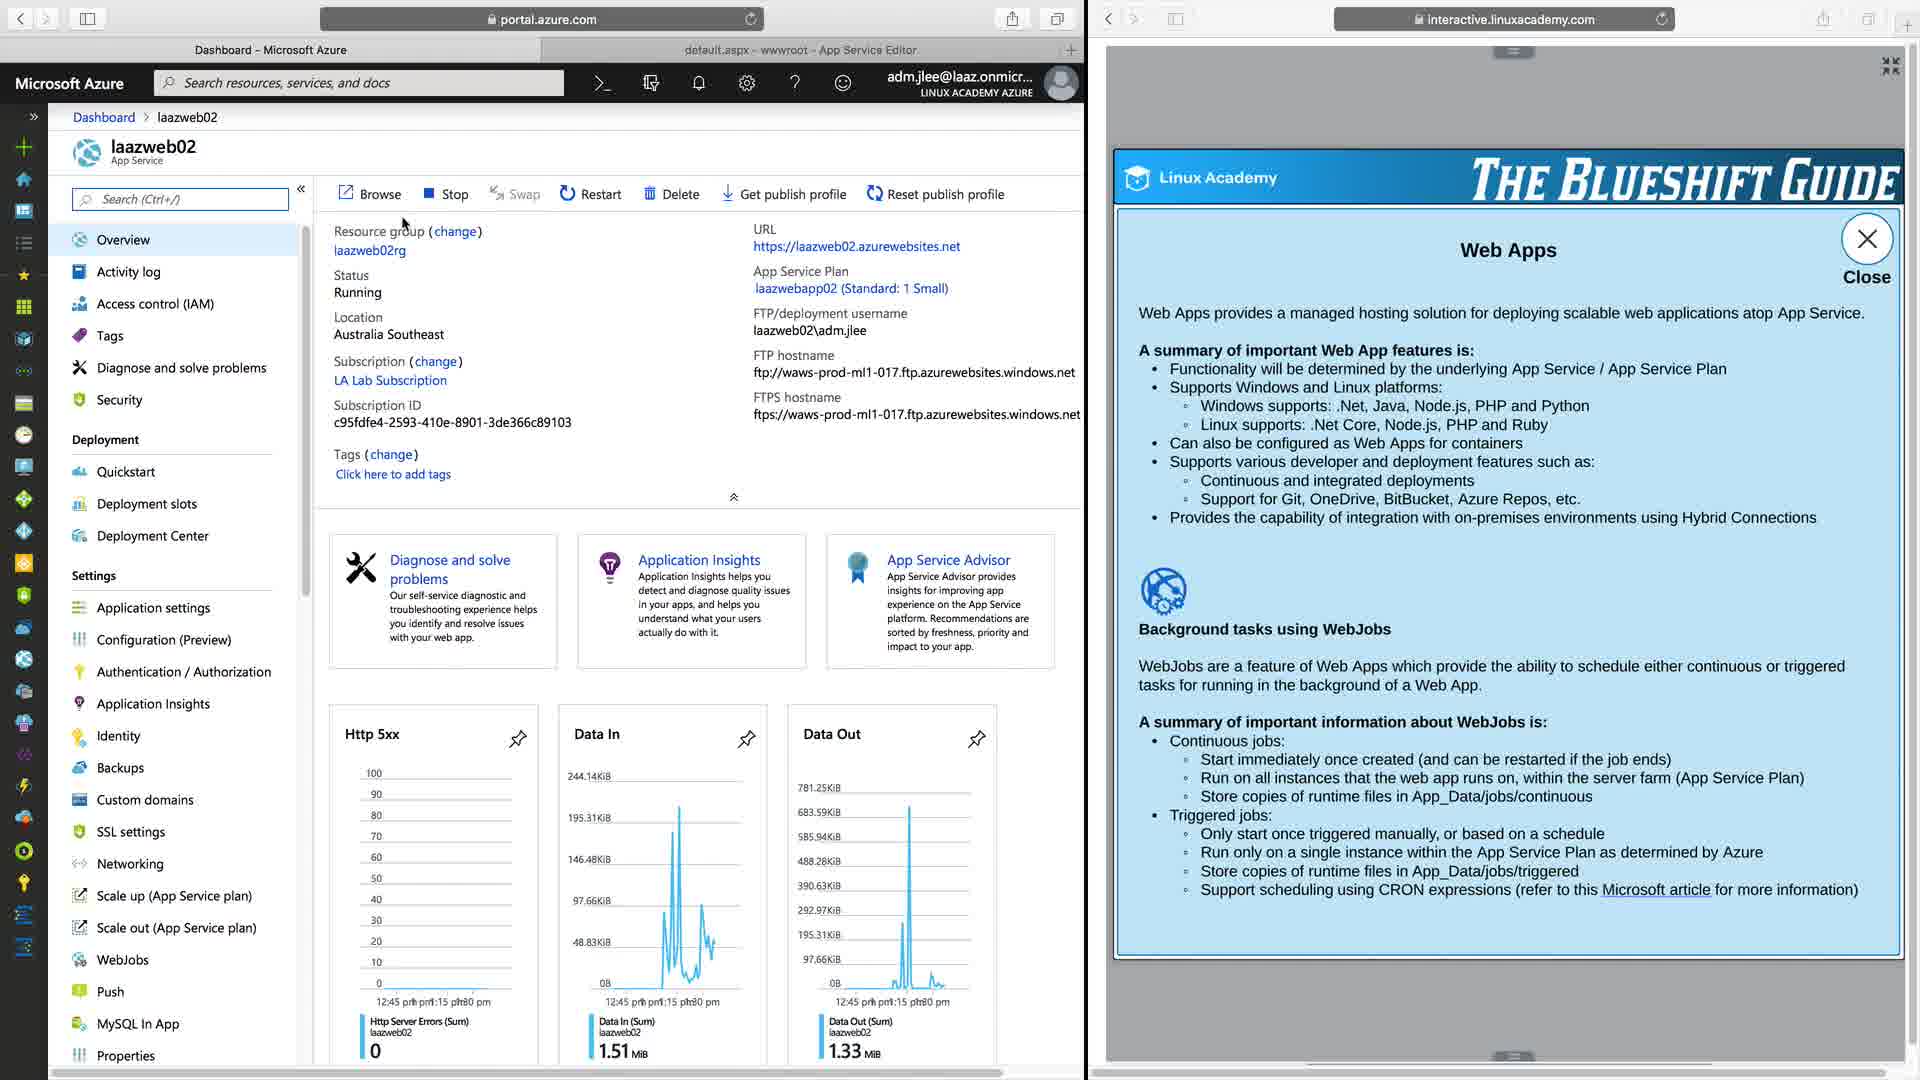 portal.azure.com
Dashboard - Microsoft Azure
default.aspx - wwwroot - App Service Editor
Microsoft Azure
Search resources, services, and docs
adm.jlee@laaz.onmicr...
LINUX ACADEMY AZURE
Dashboard > laazweb02
laazweb02
App Service
Search (Ctrl+/)
Overview
Activity log
Access control (IAM)
Tags
Diagnose and solve problems
Security
Deployment
Quickstart
Deployment slots
Deployment Center
Settings
Application settings
Configuration (Preview)
Authentication / Authorization
Application Insights
Identity
Backups
Custom domains
SSL settings
Networking
Scale up (App Service plan)
Scale out (App Service plan)
WebJobs
Push
MySQL In App
Properties
Browse Stop Swap Restart Delete Get publish profile Reset publish profile
Resource group (change)
laazweb02rg
Status
Running
Location
Australia Southeast
Subscription (change)
LA Lab Subscription
Subscription ID
c95fdfe4-2593-410e-8901-3de366c89103
Tags (change)
Click here to add tags
URL
https://laazweb02.azurewebsites.net
App Service Plan
laazwebapp02 (Standard: 1 Small)
FTP/deployment username
laazweb02\adm.jlee
FTP hostname
ftp://waws-prod-ml1-017.ftp.azurewebsites.windows.net
FTPS hostname
ftps://waws-prod-ml1-017.ftp.azurewebsites.windows.net
Diagnose and solve
problems
Our self-service diagnostic and
troubleshooting experience helps
you identify and resolve issues
with your web app.
Application Insights
Application Insights helps you
detect and diagnose quality issues
in your apps, and helps you
understand what your users
actually do with it.
App Service Advisor
App Service Advisor provides
insights for improving app
experience on the App Service
platform. Recommendations are
sorted by freshness, priority and
impact to your app.
Http 5xx
100
90
80
70
60
50
40
30
20
10
0
12:45 pm 1:15 pm 1:30 pm
Http Server Errors (Sum)
laazweb02
0
Data In
244.14KiB
195.31KiB
146.48KiB
97.66KiB
48.83KiB
0B
12:45 pm 1:15 pm 1:30 pm
Data In (Sum)
laazweb02
1.51 MiB
Data Out
781.25KiB
683.59KiB
585.94KiB
488.28KiB
390.63KiB
292.97KiB
195.31KiB
97.66KiB
0B
12:45 pm 1:15 pm 1:30 pm
Data Out (Sum)
laazweb02
1.33 MiB
interactive.linuxacademy.com
Linux Academy
THE BLUESHIFT GUIDE
Web Apps
Close
Web Apps provides a managed hosting solution for deploying scalable web applications atop App Service.
A summary of important Web App features is:
• Functionality will be determined by the underlying App Service / App Service Plan
• Supports Windows and Linux platforms:
◦ Windows supports: .Net, Java, Node.js, PHP and Python
◦ Linux supports: .Net Core, Node.js, PHP and Ruby
• Can also be configured as Web Apps for containers
• Supports various developer and deployment features such as:
◦ Continuous and integrated deployments
◦ Support for Git, OneDrive, BitBucket, Azure Repos, etc.
• Provides the capability of integration with on-premises environments using Hybrid Connections
Background tasks using WebJobs
WebJobs are a feature of Web Apps which provide the ability to schedule either continuous or triggered
tasks for running in the background of a Web App.
A summary of important information about WebJobs is:
• Continuous jobs:
◦ Start immediately once created (and can be restarted if the job ends)
◦ Run on all instances that the web app runs on, within the server farm (App Service Plan)
◦ Store copies of runtime files in App_Data/jobs/continuous
• Triggered jobs:
◦ Only start once triggered manually, or based on a schedule
◦ Run only on a single instance within the App Service Plan as determined by Azure
◦ Store copies of runtime files in App_Data/jobs/triggered
◦ Support scheduling using CRON expressions (refer to this Microsoft article for more information)